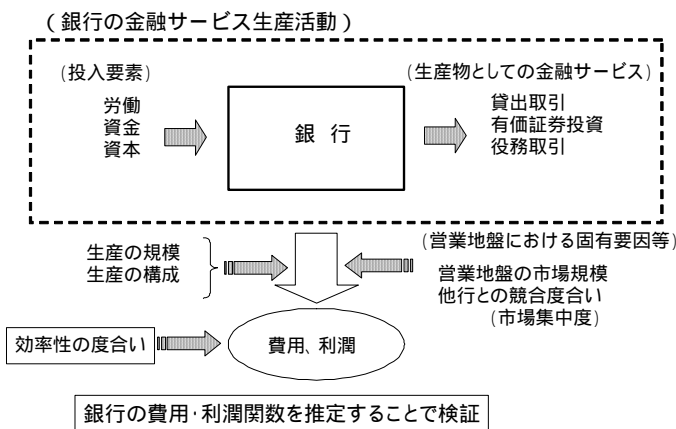 （銀行の金融サービス生産活動）
(投入要素)
労働
資金
資本
銀 行
(生産物としての金融サービス)
貸出取引
有価証券投資
役務取引
生産の規模
生産の構成
(営業地盤における固有要因等)
営業地盤の市場規模
他行との競合度合い
(市場集中度)
効率性の度合い
費用、利潤
銀行の費用･利潤関数を推定することで検証